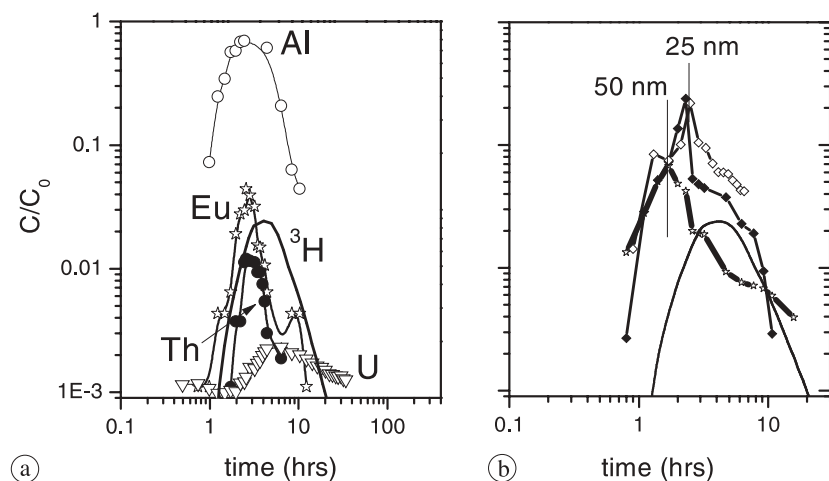 1
0.1
0.01
1E-3
C/C₀
Al
Eu
³H
Th
U
0.1 1 10 100
time (hrs)
a
50 nm
25 nm
0.1 1 10
time (hrs)
b